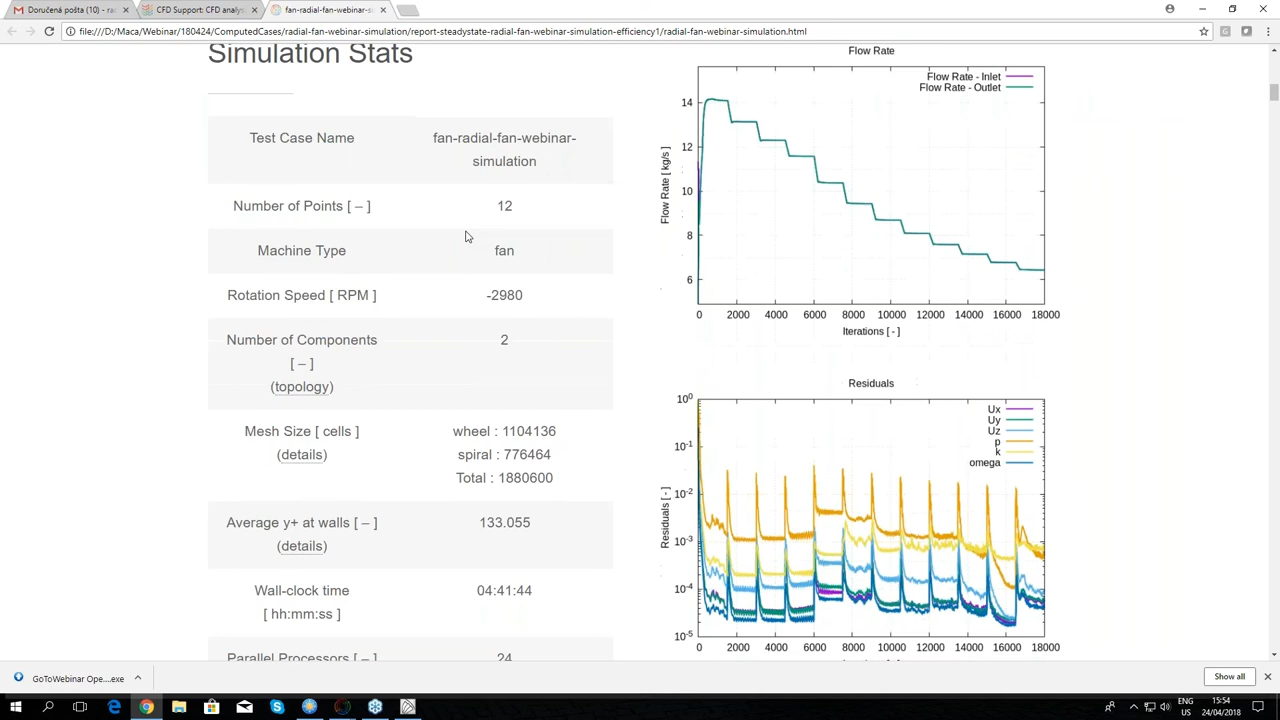 Doručená pošta (10) - ra
CFD Support: CFD analys
fan-radial-fan-webinar-si
file:///D:/Maca/Webinar/180424/ComputedCases/radial-fan-webinar-simulation/report-steadystate-radial-fan-webinar-simulation-efficiency1/radial-fan-webinar-simulation.html
Simulation Stats
Test Case Name
fan-radial-fan-webinar-
simulation
Number of Points [ – ]
12
Machine Type
fan
Rotation Speed [ RPM ]
-2980
Number of Components
[ – ]
(topology)
2
Mesh Size [ cells ]
(details)
wheel : 1104136
spiral : 776464
Total : 1880600
Average y+ at walls [ – ]
(details)
133.055
Wall-clock time
[ hh:mm:ss ]
04:41:44
Parallel Processors [ – ]
24
Flow Rate
Flow Rate - Inlet
Flow Rate - Outlet
Flow Rate [ kg/s ]
14
12
10
8
6
0 2000 4000 6000 8000 10000 12000 14000 16000 18000
Iterations [ - ]
Residuals
Ux
Uy
Uz
p
k
omega
Residuals [ - ]
10^0
10^-1
10^-2
10^-3
10^-4
10^-5
0 2000 4000 6000 8000 10000 12000 14000 16000 18000
GoToWebinar Ope....exe
Show all
ENG
US
15:54
24/04/2018